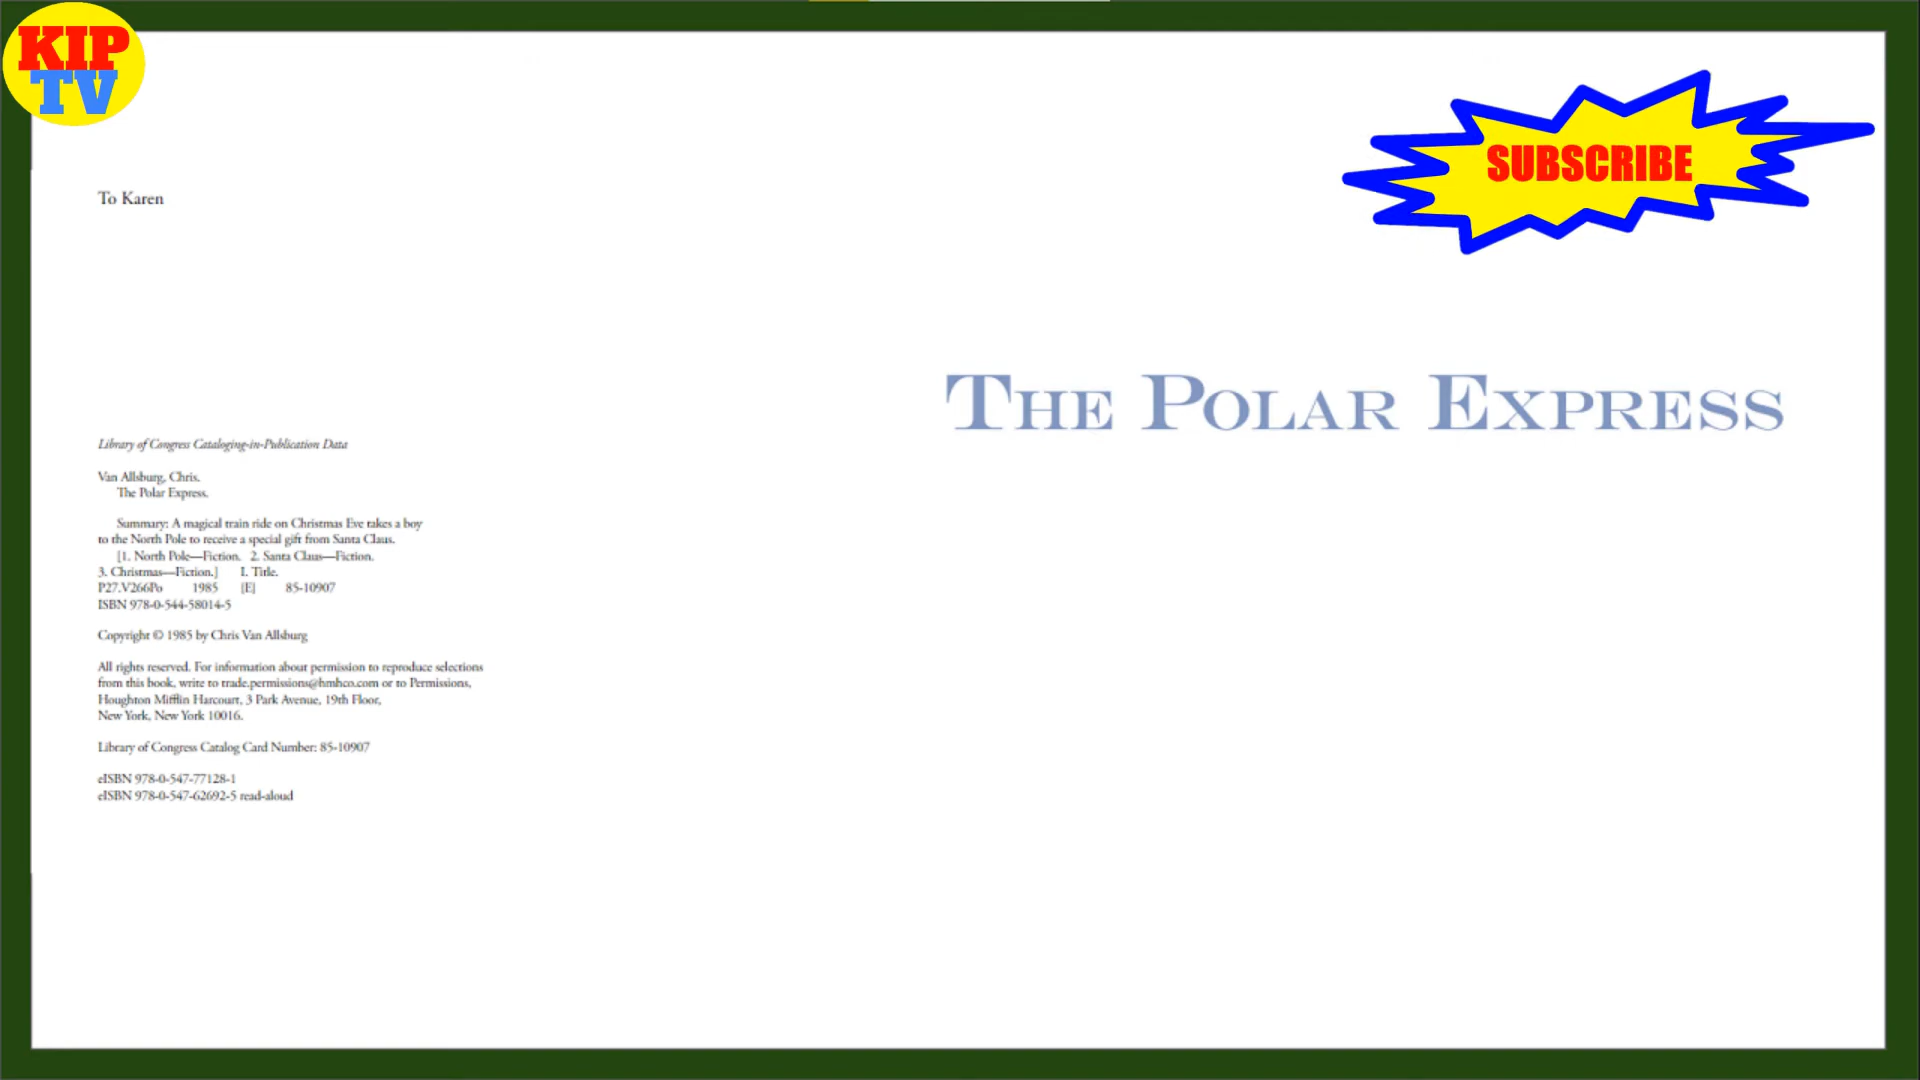 KIP
TV
SUBSCRIBE
To Karen
THE POLAR EXPRESS
Library of Congress Cataloging-in-Publication Data
Van Allsburg, Chris.
The Polar Express.
Summary: A magical train ride on Christmas Eve takes a boy
to the North Pole to receive a special gift from Santa Claus.
[1. North Pole—Fiction. 2. Santa Claus—Fiction.
3. Christmas—Fiction.] I. Title.
P27.V266Po 1985 [E] 85-10907
ISBN 978-0-544-58014-5
Copyright © 1985 by Chris Van Allsburg
All rights reserved. For information about permission to reproduce selections
from this book, write to trade.permissions@hmhco.com or to Permissions,
Houghton Mifflin Harcourt, 3 Park Avenue, 19th Floor,
New York, New York 10016.
Library of Congress Catalog Card Number: 85-10907
eISBN 978-0-547-77128-1
eISBN 978-0-547-62692-5 read-aloud